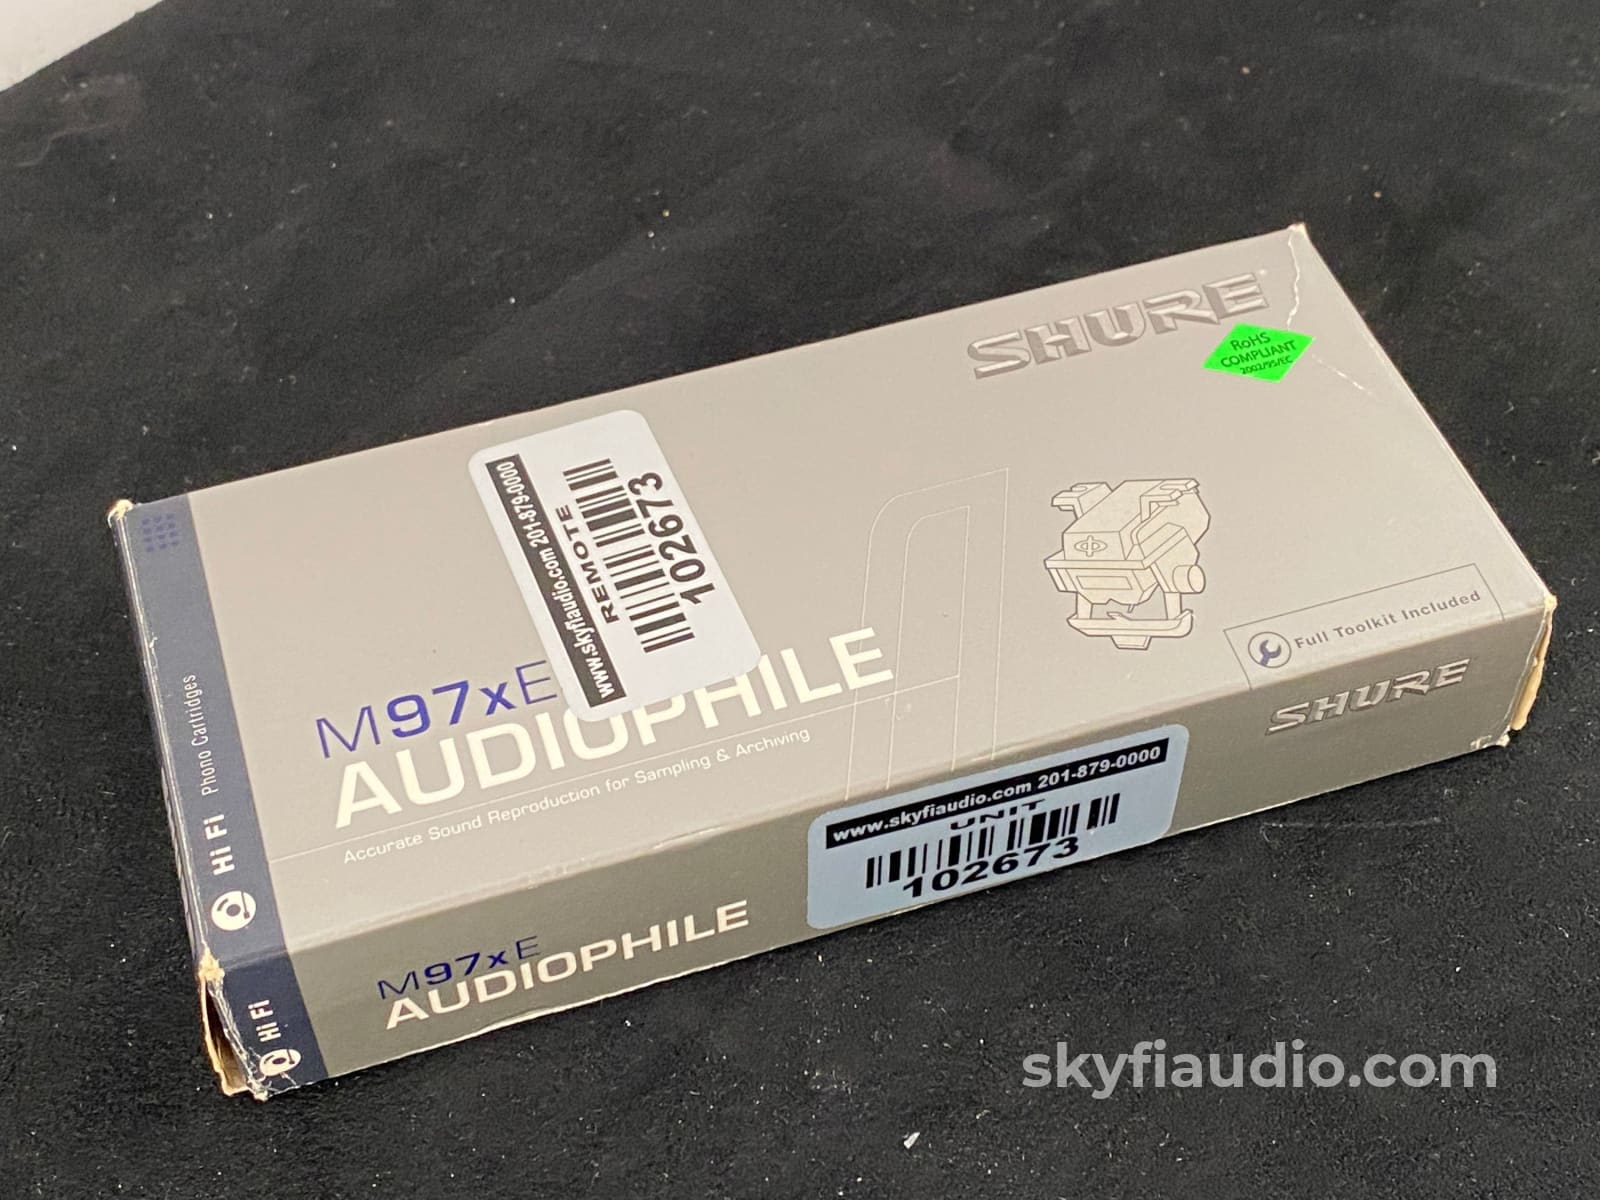 SHURE
RoHS
COMPLIANT
2002/95/EC
www.skyfiaudio.com 201-879-0000
REMOTE
102673
M97xE
AUDIOPHILE
Accurate Sound Reproduction for Sampling & Archiving
Full Toolkit Included
Hi Fi Phono Cartridges
SHURE
www.skyfiaudio.com 201-879-0000
UNIT
102673
M97xE
AUDIOPHILE
Hi Fi
skyfiaudio.com